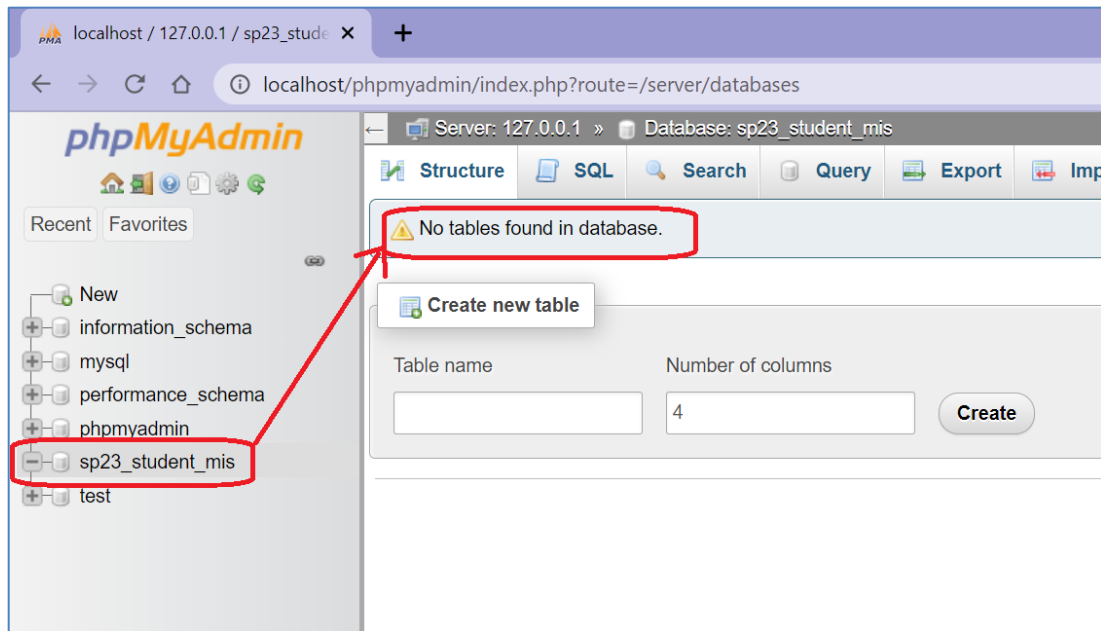 localhost / 127.0.0.1 / sp23_stude
localhost/phpmyadmin/index.php?route=/server/databases
phpMyAdmin
Recent Favorites
New
information_schema
mysql
performance_schema
phpmyadmin
sp23_student_mis
test
Server: 127.0.0.1 » Database: sp23_student_mis
Structure SQL Search Query Export Imp
No tables found in database.
Create new table
Table name Number of columns
4 Create